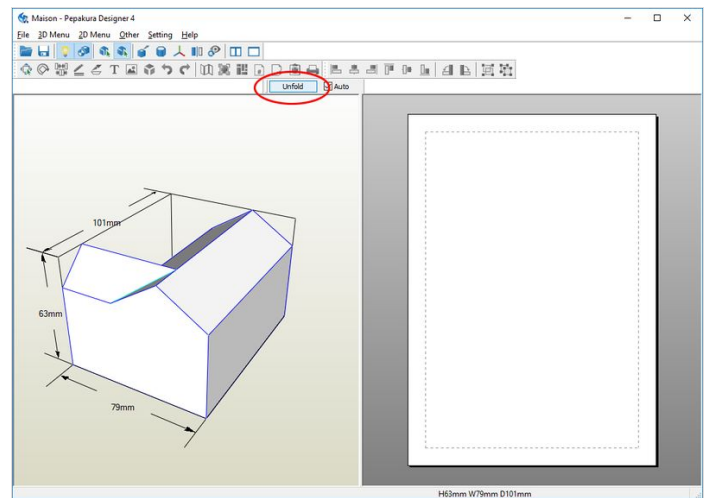 Maison - Pepakura Designer 4
File 3D Menu 2D Menu Other Setting Help
Unfold Auto
101mm
63mm
79mm
H63mm W79mm D101mm